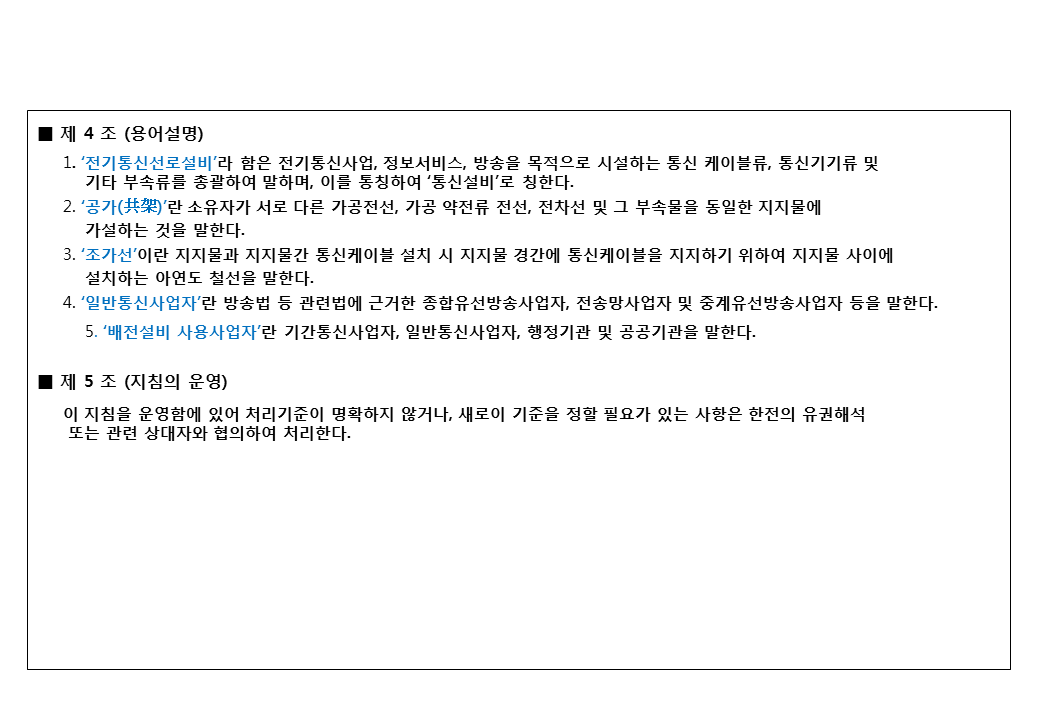 ■ 제 4 조 (용어설명)
1. ‘전기통신선로설비’라 함은 전기통신사업, 정보서비스, 방송을 목적으로 시설하는 통신 케이블류, 통신기기류 및
기타 부속류를 총괄하여 말하며, 이를 통칭하여 ‘통신설비’로 칭한다.
2. ‘공가(共架)’란 소유자가 서로 다른 가공전선, 가공 약전류 전선, 전차선 및 그 부속물을 동일한 지지물에
가설하는 것을 말한다.
3. ‘조가선’이란 지지물과 지지물간 통신케이블 설치 시 지지물 경간에 통신케이블을 지지하기 위하여 지지물 사이에
설치하는 아연도 철선을 말한다.
4. ‘일반통신사업자’란 방송법 등 관련법에 근거한 종합유선방송사업자, 전송망사업자 및 중계유선방송사업자 등을 말한다.
5. ‘배전설비 사용사업자’란 기간통신사업자, 일반통신사업자, 행정기관 및 공공기관을 말한다.
■ 제 5 조 (지침의 운영)
이 지침을 운영함에 있어 처리기준이 명확하지 않거나, 새로이 기준을 정할 필요가 있는 사항은 한전의 유권해석
또는 관련 상대자와 협의하여 처리한다.